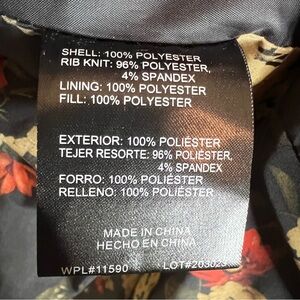 SHELL: 100% POLYESTER
RIB KNIT: 96% POLYESTER,
4% SPANDEX
LINING: 100% POLYESTER
FILL: 100% POLYESTER
EXTERIOR: 100% POLIÉSTER
TEJER RESORTE: 96% POLIÉSTER,
4% SPANDEX
FORRO: 100% POLIÉSTER
RELLENO: 100% POLIÉSTER
MADE IN CHINA
HECHO EN CHINA
WPL#11590